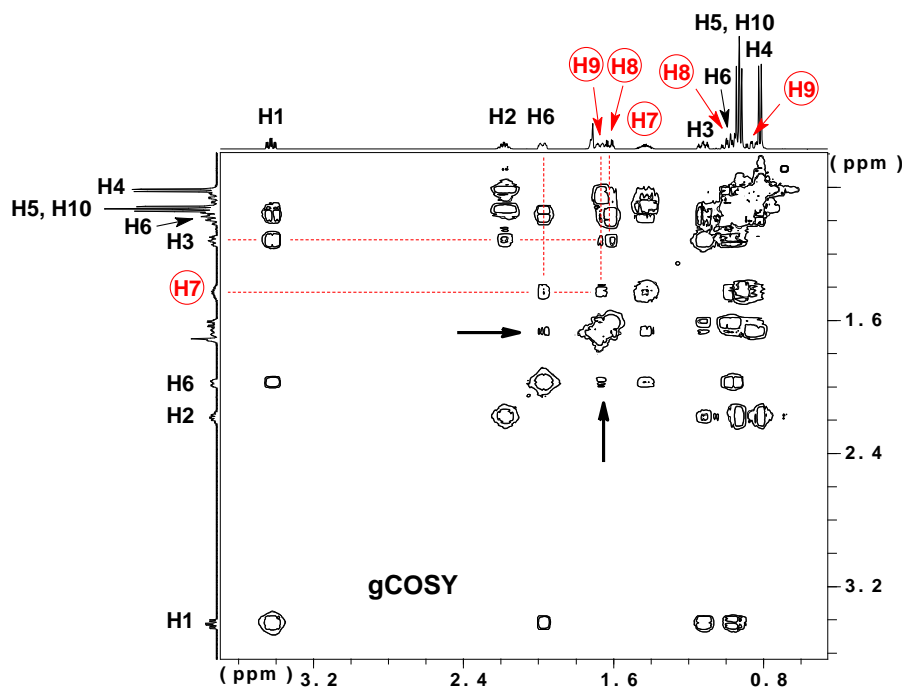 H5, H10
H4
H9
H8
H8
H6
H9
H1
H2
H6
H7
H3
(ppm)
H4
H5, H10
H6
H3
H7
1.6
H6
H2
2.4
3.2
gCOSY
H1
(ppm)
3.2
2.4
1.6
0.8